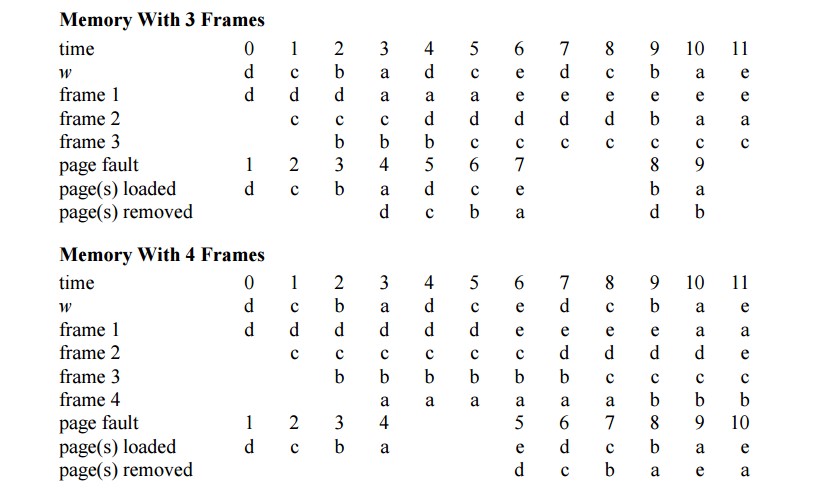 Memory With 3 Frames
time 0 1 2 3 4 5 6 7 8 9 10 11
w d c b a d c e d c b a e
frame 1 d d d a a a e e e e e e
frame 2 c c c d d d d d b a a
frame 3 b b b c c c c c c c
page fault 1 2 3 4 5 6 7 8 9
page(s) loaded d c b a d c e b a
page(s) removed d c b a d b
Memory With 4 Frames
time 0 1 2 3 4 5 6 7 8 9 10 11
w d c b a d c e d c b a e
frame 1 d d d d d d e e e e a a
frame 2 c c c c c c d d d d e
frame 3 b b b b b b c c c c
frame 4 a a a a a a b b b
page fault 1 2 3 4 5 6 7 8 9 10
page(s) loaded d c b a e d c b a e
page(s) removed d c b a e a